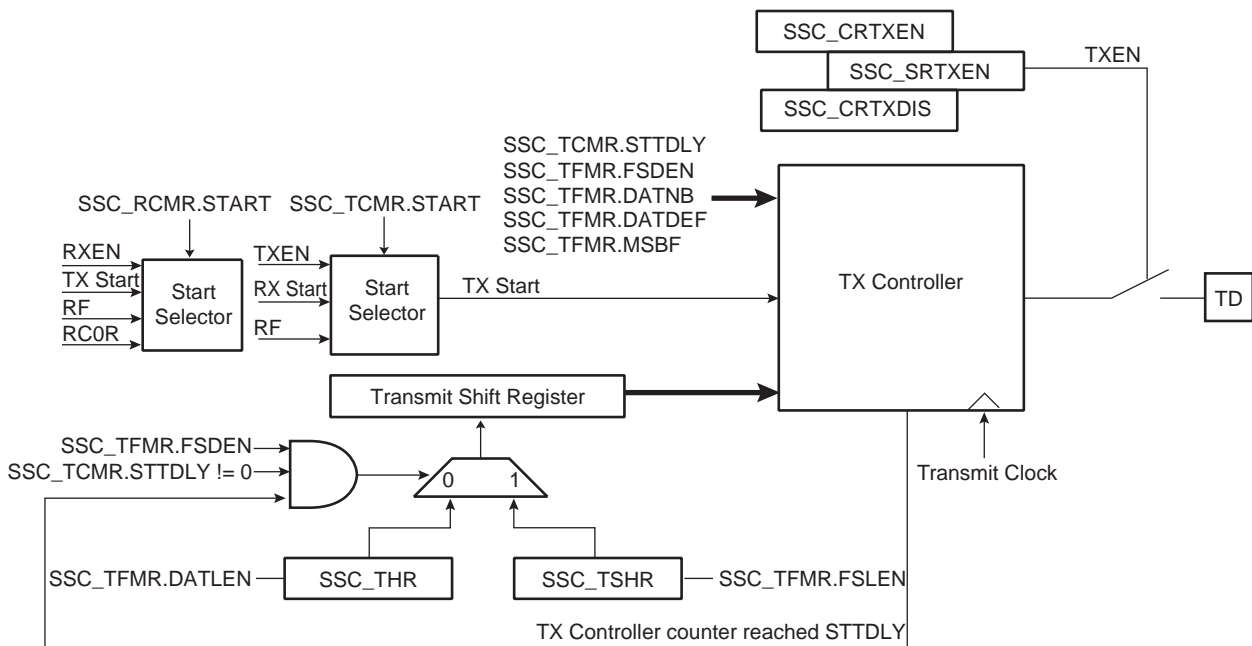 SSC_CRTXEN
SSC_SRTXEN
TXEN
SSC_CRTXDIS
SSC_TCMR.STTDLY
SSC_TFMR.FSDEN
SSC_TFMR.DATNB
SSC_TFMR.DATDEF
SSC_TFMR.MSBF
SSC_RCMR.START
SSC_TCMR.START
RXEN
TX Start
RF
RC0R
Start
Selector
TXEN
RX Start
RF
Start
Selector
TX Start
TX Controller
TD
Transmit Shift Register
SSC_TFMR.FSDEN
SSC_TCMR.STTDLY != 0
0
1
Transmit Clock
SSC_TFMR.DATLEN
SSC_THR
SSC_TSHR
SSC_TFMR.FSLEN
TX Controller counter reached STTDLY